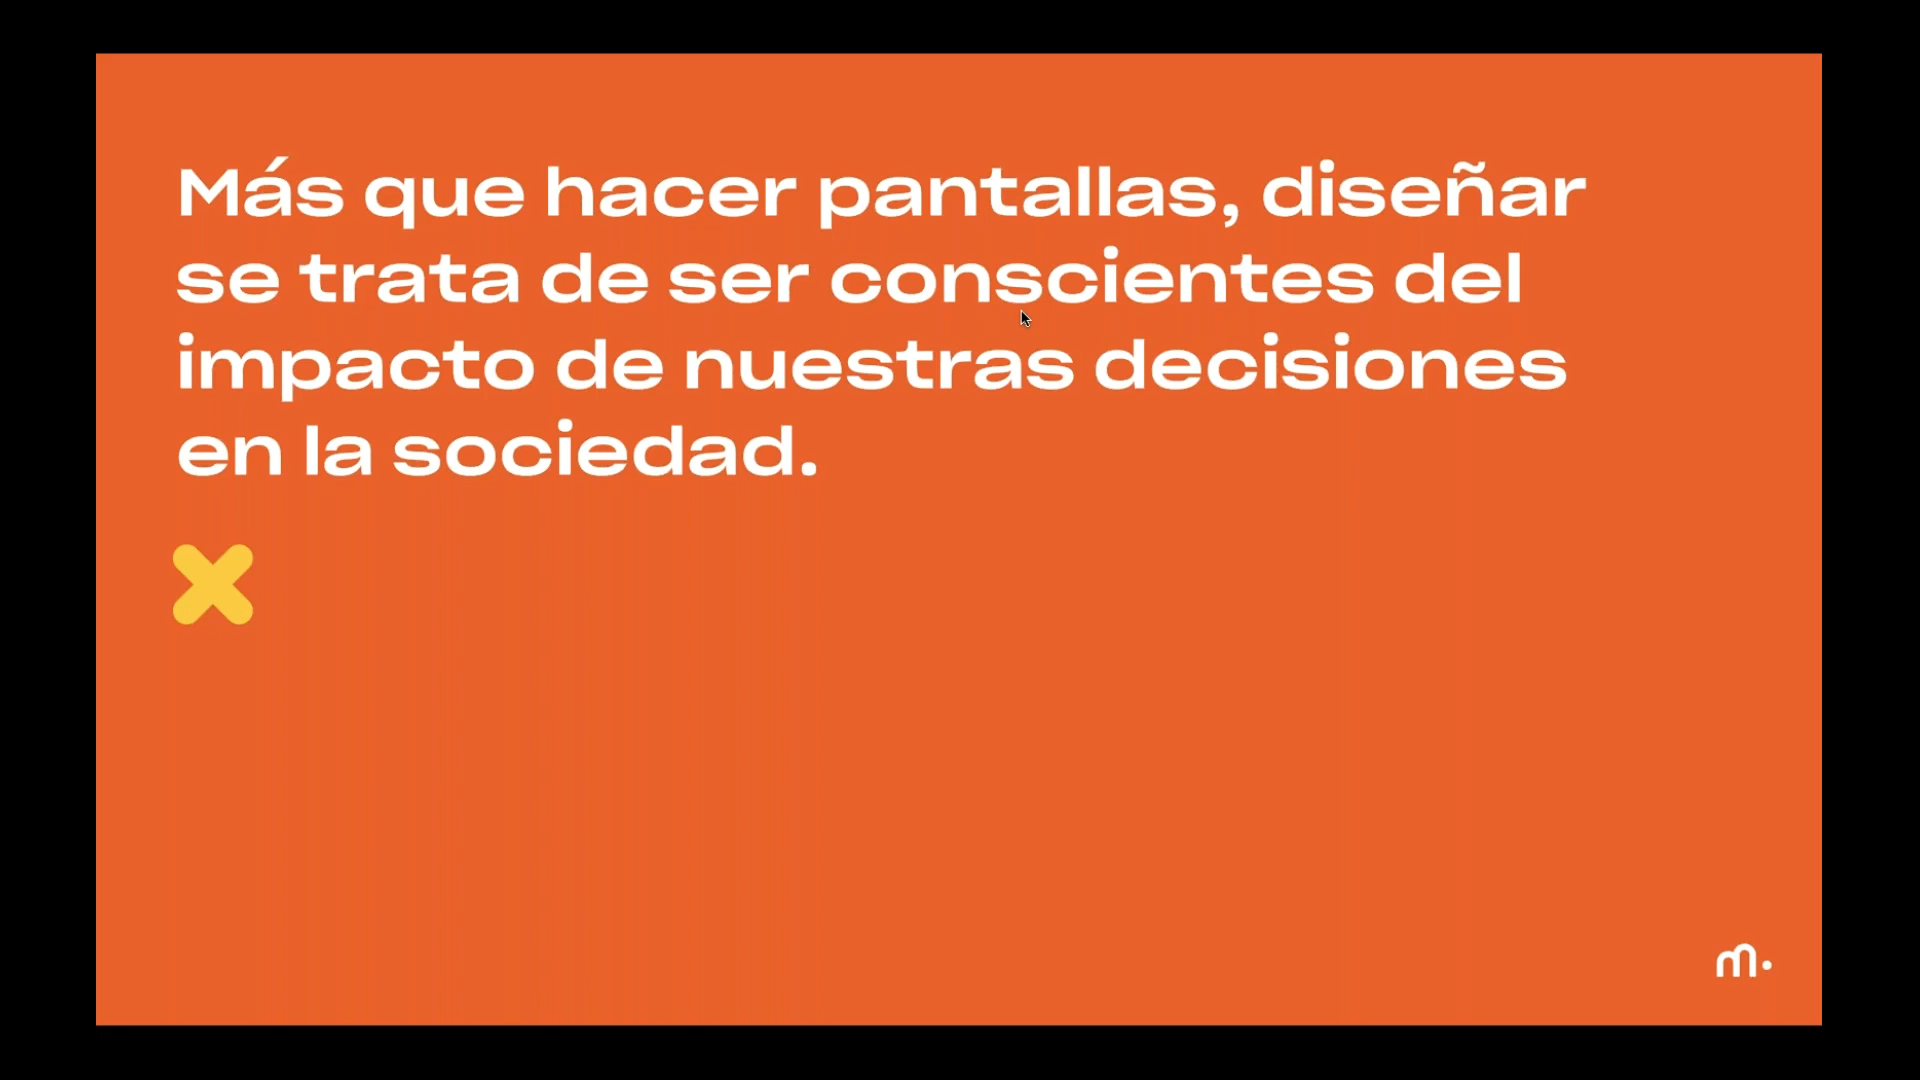 Más que hacer pantallas, diseñar
se trata de ser conscientes del
impacto de nuestras decisiones
en la sociedad.
m.